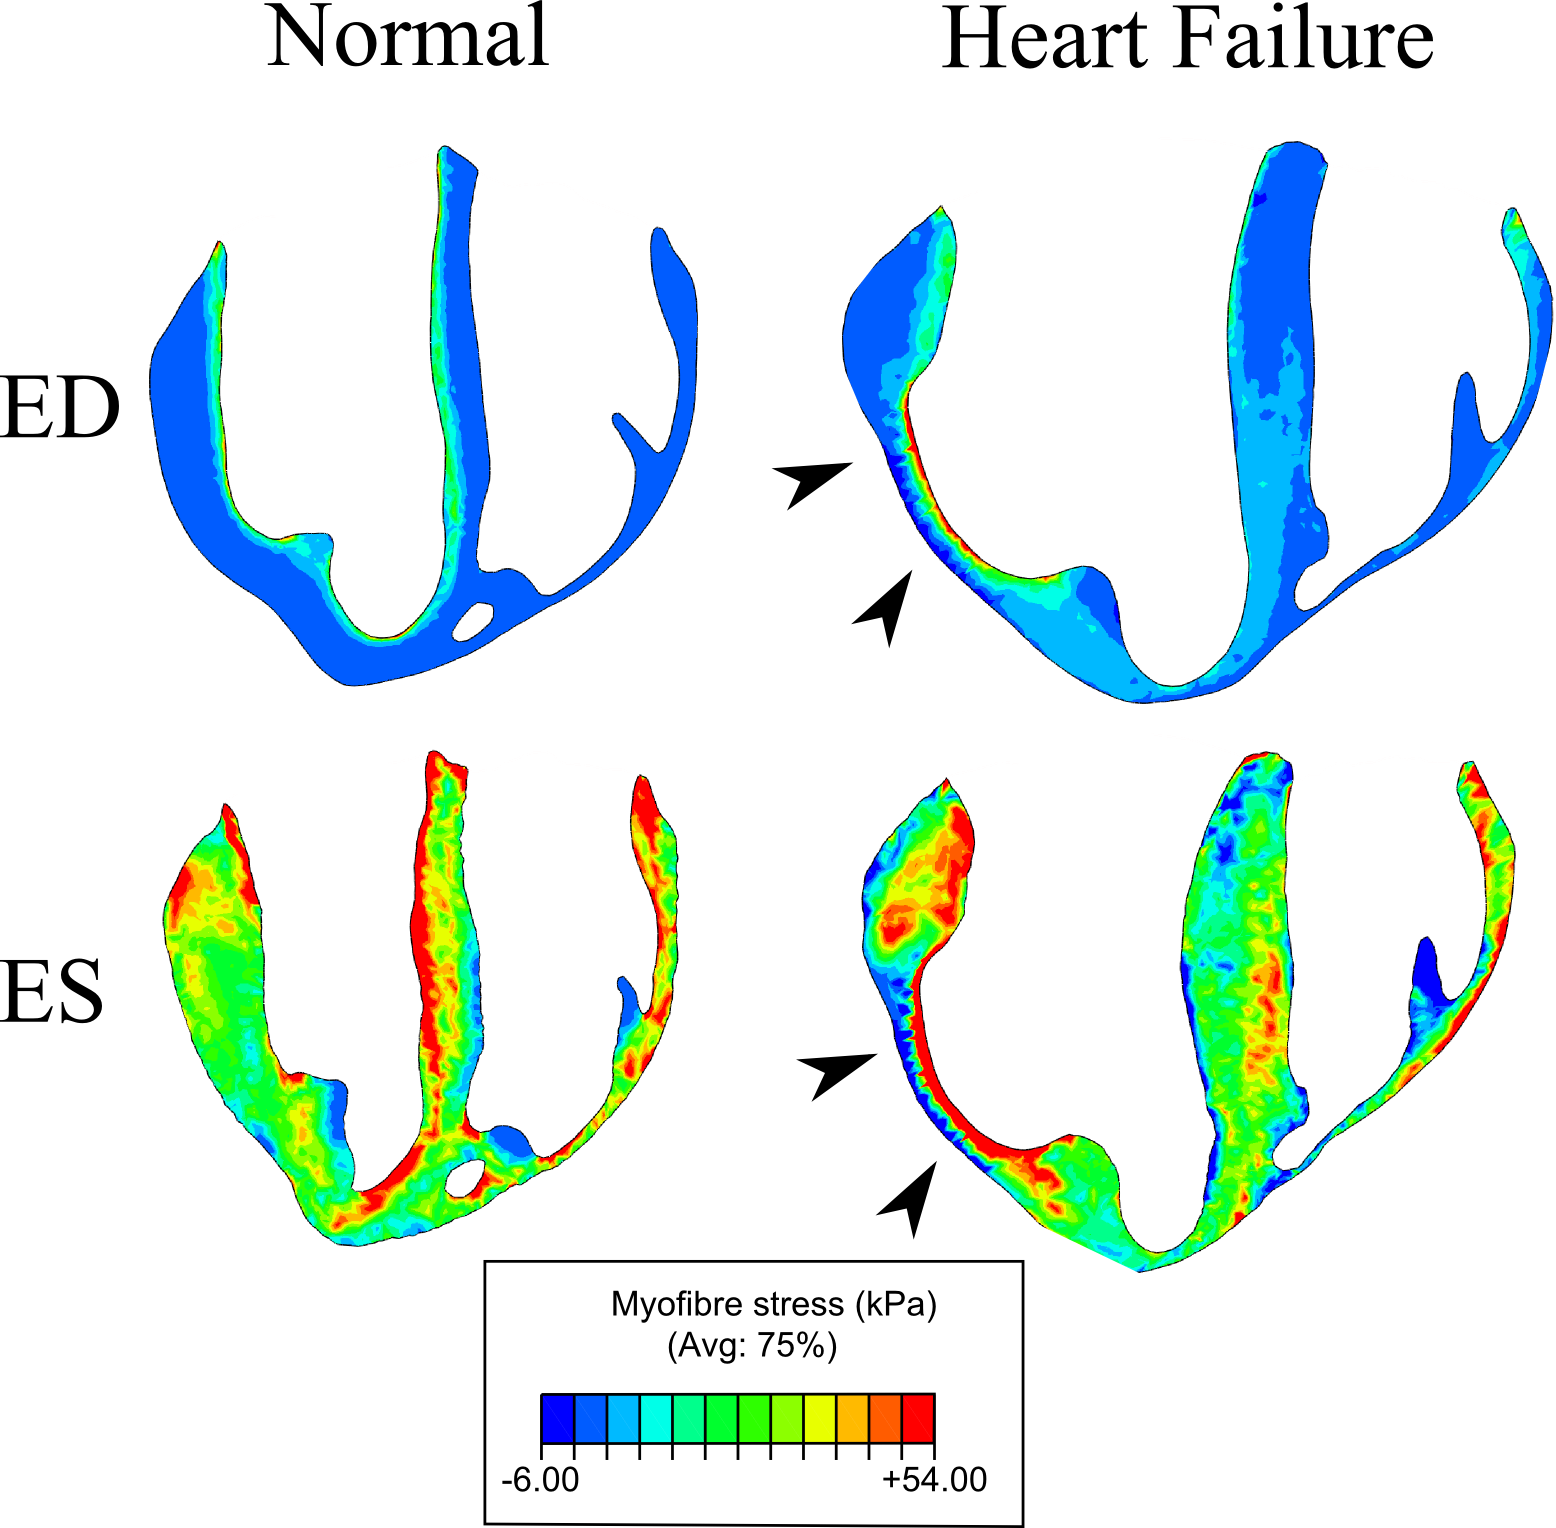 Normal
Heart Failure
ED
ES
Myofibre stress (kPa)
(Avg: 75%)
-6.00
+54.00